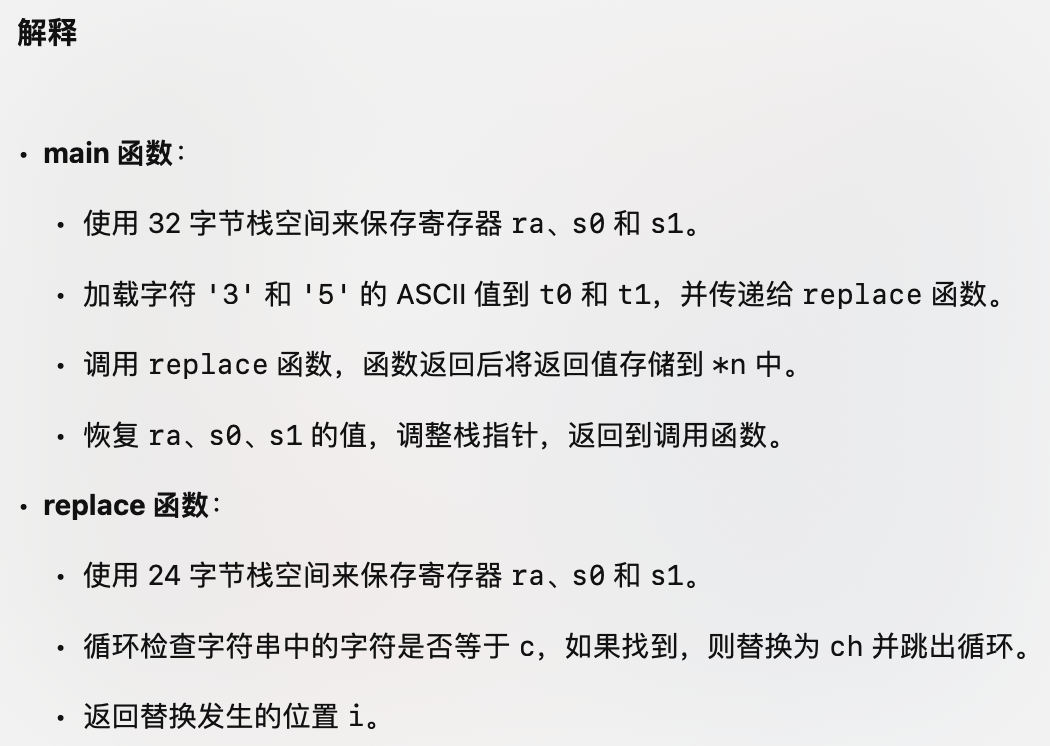 解释
• main 函数：
• 使用 32 字节栈空间来保存寄存器 ra、s0 和 s1。
• 加载字符 '3' 和 '5' 的 ASCII 值到 t0 和 t1，并传递给 replace 函数。
• 调用 replace 函数，函数返回后将返回值存储到 *n 中。
• 恢复 ra、s0、s1 的值，调整栈指针，返回到调用函数。
• replace 函数：
• 使用 24 字节栈空间来保存寄存器 ra、s0 和 s1。
• 循环检查字符串中的字符是否等于 c，如果找到，则替换为 ch 并跳出循环。
• 返回替换发生的位置 i。